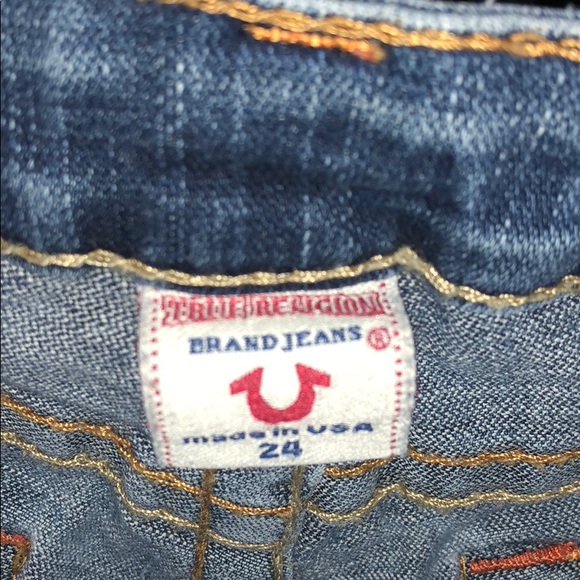 TRUE RELIGION
BRAND JEANS ®
made in USA
24